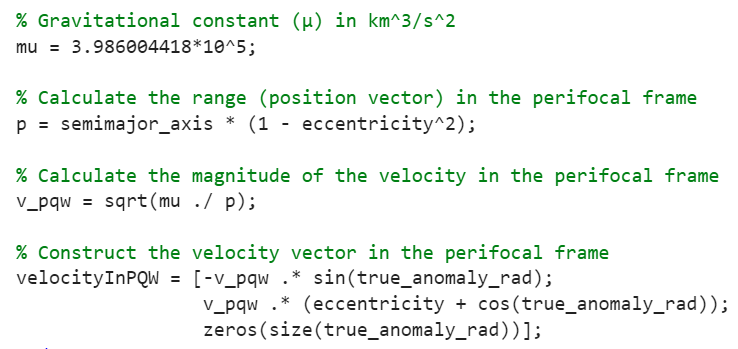 % Gravitational constant (μ) in km^3/s^2
mu = 3.986004418*10^5;
% Calculate the range (position vector) in the perifocal frame
p = semimajor_axis * (1 - eccentricity^2);
% Calculate the magnitude of the velocity in the perifocal frame
v_pqw = sqrt(mu ./ p);
% Construct the velocity vector in the perifocal frame
velocityInPQW = [-v_pqw .* sin(true_anomaly_rad);
v_pqw .* (eccentricity + cos(true_anomaly_rad));
zeros(size(true_anomaly_rad))];